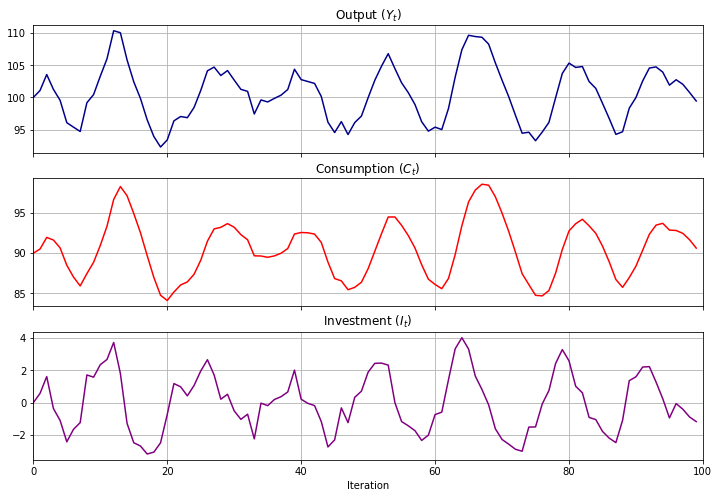 Output (Y_t)
110
105
100
95
Consumption (C_t)
95
90
85
Investment (I_t)
4
2
0
−2
0 20 40 60 80 100
Iteration